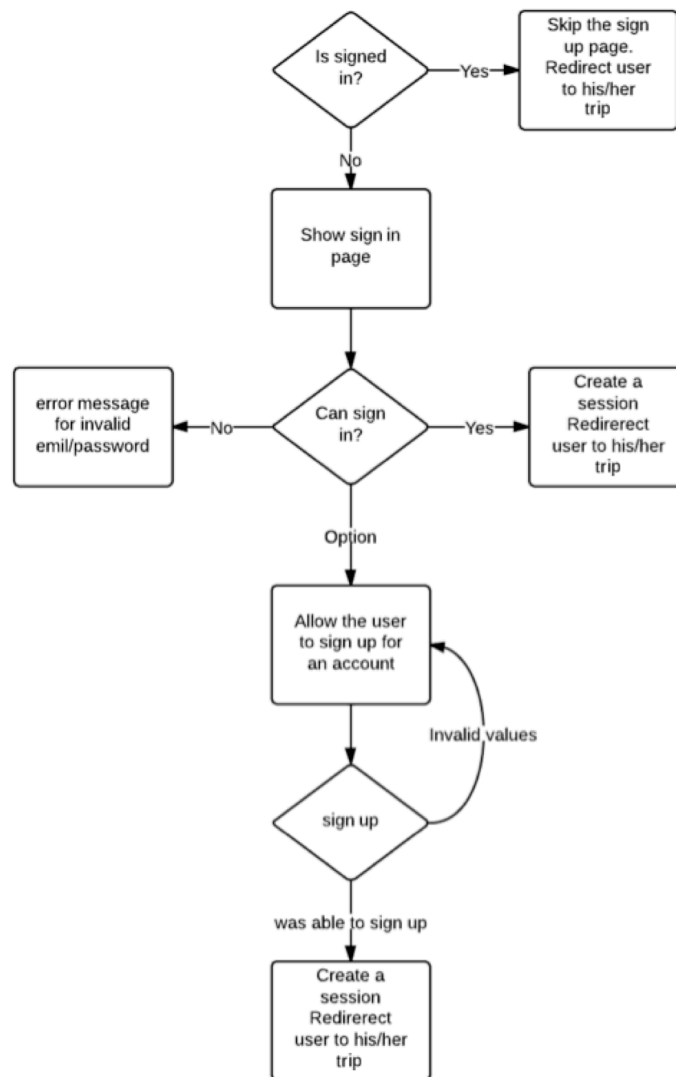 Is signed
in?
Yes
Skip the sign
up page.
Redirect user
to his/her
trip
No
Show sign in
page
error message
for invalid
emil/password
No
Can sign
in?
Yes
Create a
session
Redirerect
user to his/her
trip
Option
Allow the user
to sign up for
an account
Invalid values
sign up
was able to sign up
Create a
session
Redirerect
user to his/her
trip